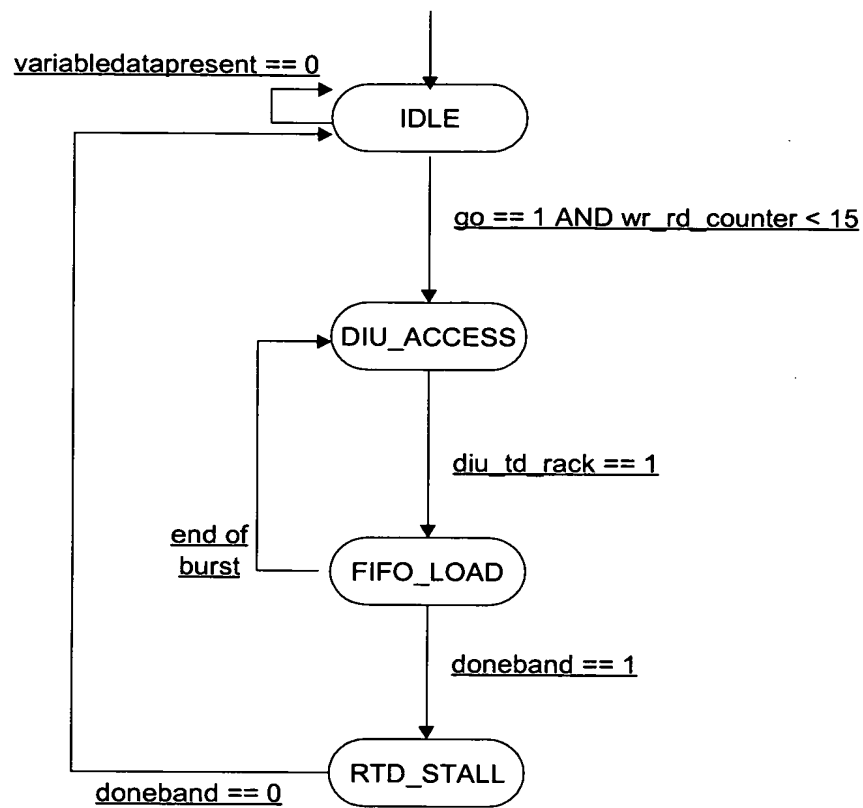 variabledatapresent == 0
IDLE
go == 1 AND wr_rd_counter < 15
DIU_ACCESS
diu_td_rack == 1
end of
burst
FIFO_LOAD
doneband == 1
RTD_STALL
doneband == 0